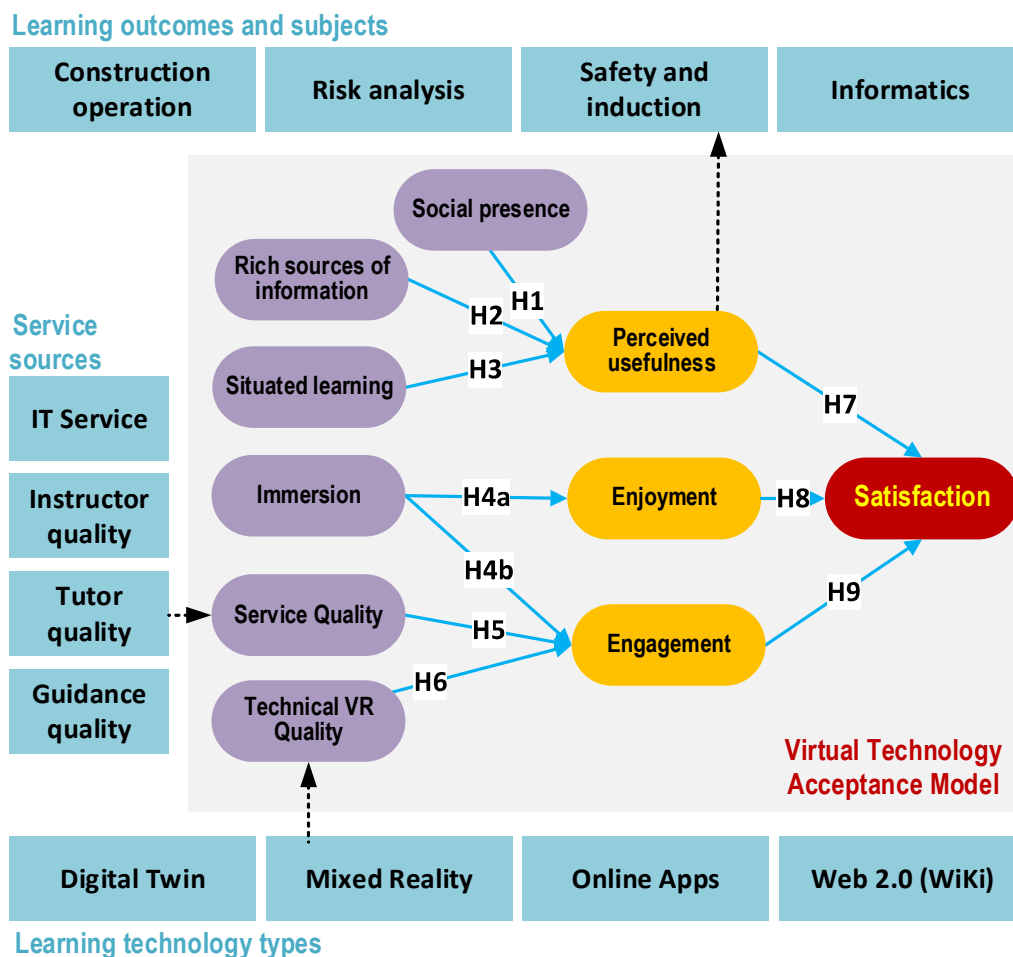 Learning outcomes and subjects
Construction
operation
Risk analysis
Safety and
induction
Informatics
Social presence
Rich sources of
information
H1
H2
Service
sources
Perceived
usefulness
Situated learning
H3
IT Service
H7
Instructor
quality
Immersion
H4a
Enjoyment
H8
Satisfaction
H4b
H9
Tutor
quality
Service Quality
H5
Engagement
H6
Guidance
quality
Technical VR
Quality
Virtual Technology
Acceptance Model
Digital Twin
Mixed Reality
Online Apps
Web 2.0 (WiKi)
Learning technology types